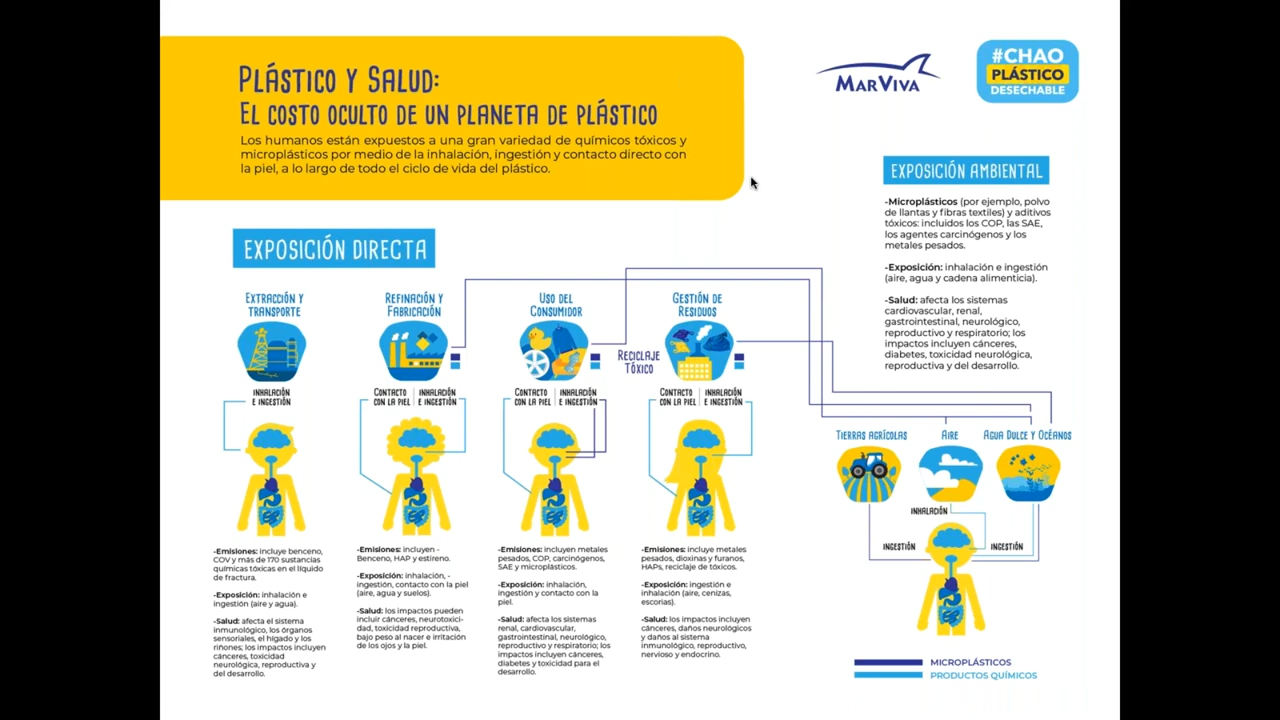 PLÁSTICO Y SALUD:
EL COSTO OCULTO DE UN PLANETA DE PLÁSTICO
Los humanos están expuestos a una gran variedad de químicos tóxicos y
microplásticos por medio de la inhalación, ingestión y contacto directo con
la piel, a lo largo de todo el ciclo de vida del plástico.
MARVIVA
#CHAO
PLÁSTICO
DESECHABLE
EXPOSICIÓN DIRECTA
EXTRACCIÓN Y
TRANSPORTE
INHALACIÓN
E INGESTIÓN
-Emisiones: incluye benceno,
COV y más de 170 sustancias
químicas tóxicas en el líquido
de fractura.
-Exposición: inhalación e
ingestión (aire y agua).
-Salud: afecta el sistema
inmunológico, los órganos
sensoriales, el hígado y los
riñones; los impactos incluyen
cánceres, toxicidad
neurológica, reproductiva y
del desarrollo.
REFINACIÓN Y
FABRICACIÓN
CONTACTO
CON LA PIEL
INHALACIÓN
E INGESTIÓN
-Emisiones: incluyen -
Benceno, HAP y estireno.
-Exposición: inhalación, -
ingestión, contacto con la piel
(aire, agua y suelos).
-Salud: los impactos pueden
incluir cánceres, neurotoxici-
dad, toxicidad reproductiva,
bajo peso al nacer e irritación
de los ojos y la piel.
USO DEL
CONSUMIDOR
CONTACTO
CON LA PIEL
INHALACIÓN
E INGESTIÓN
-Emisiones: incluyen metales
pesados, COP, carcinógenos,
SAE y microplásticos.
-Exposición: inhalación,
ingestión y contacto con la
piel.
-Salud: afecta los sistemas
renal, cardiovascular,
gastrointestinal, neurológico,
reproductivo y respiratorio; los
impactos incluyen cánceres,
diabetes y toxicidad para el
desarrollo.
RECICLAJE
TÓXICO
GESTIÓN DE
RESIDUOS
CONTACTO
CON LA PIEL
INHALACIÓN
E INGESTIÓN
-Emisiones: incluye metales
pesados, dioxinas y furanos,
HAPs, reciclaje de tóxicos.
-Exposición: ingestión e
inhalación (aire, cenizas,
escorias).
-Salud: los impactos incluyen
cánceres, daños neurológicos
y daños al sistema
inmunológico, reproductivo,
nervioso y endocrino.
EXPOSICIÓN AMBIENTAL
-Microplásticos (por ejemplo, polvo
de llantas y fibras textiles) y aditivos
tóxicos: incluidos los COP, las SAE,
los agentes carcinógenos y los
metales pesados.
-Exposición: inhalación e ingestión
(aire, agua y cadena alimenticia).
-Salud: afecta los sistemas
cardiovascular, renal,
gastrointestinal, neurológico,
reproductivo y respiratorio; los
impactos incluyen cánceres,
diabetes, toxicidad neurológica,
reproductiva y del desarrollo.
TIERRAS AGRÍCOLAS
AIRE
AGUA DULCE Y OCÉANOS
INHALACIÓN
INGESTIÓN
INGESTIÓN
MICROPLÁSTICOS
PRODUCTOS QUÍMICOS